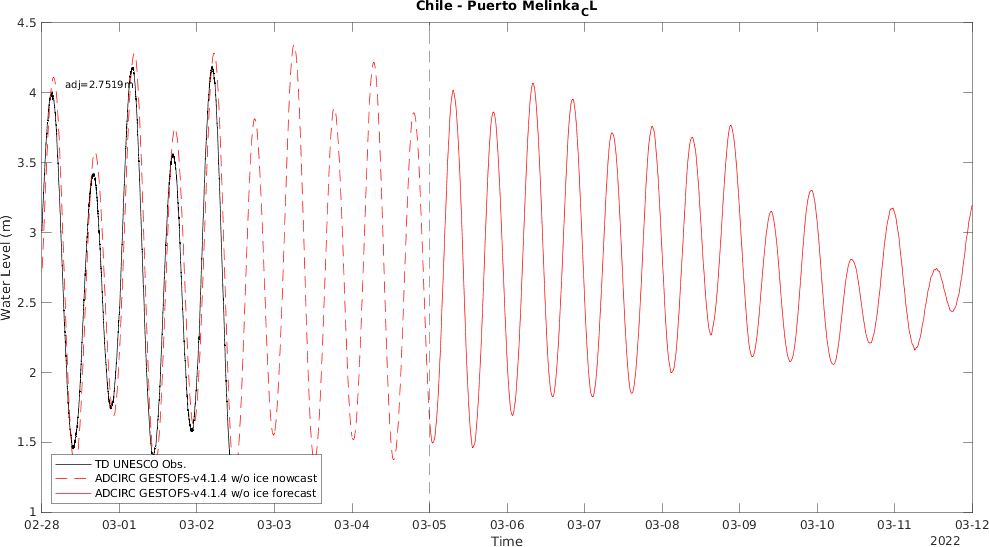 Chile - Puerto Melinka_CL
4.5
4
3.5
3
2.5
2
1.5
1
Water Level (m)
adj=2.7519m
TD UNESCO Obs.
ADCIRC GESTOFS-v4.1.4 w/o ice nowcast
ADCIRC GESTOFS-v4.1.4 w/o ice forecast
02-28 03-01 03-02 03-03 03-04 03-05 03-06 03-07 03-08 03-09 03-10 03-11 03-12
Time
2022